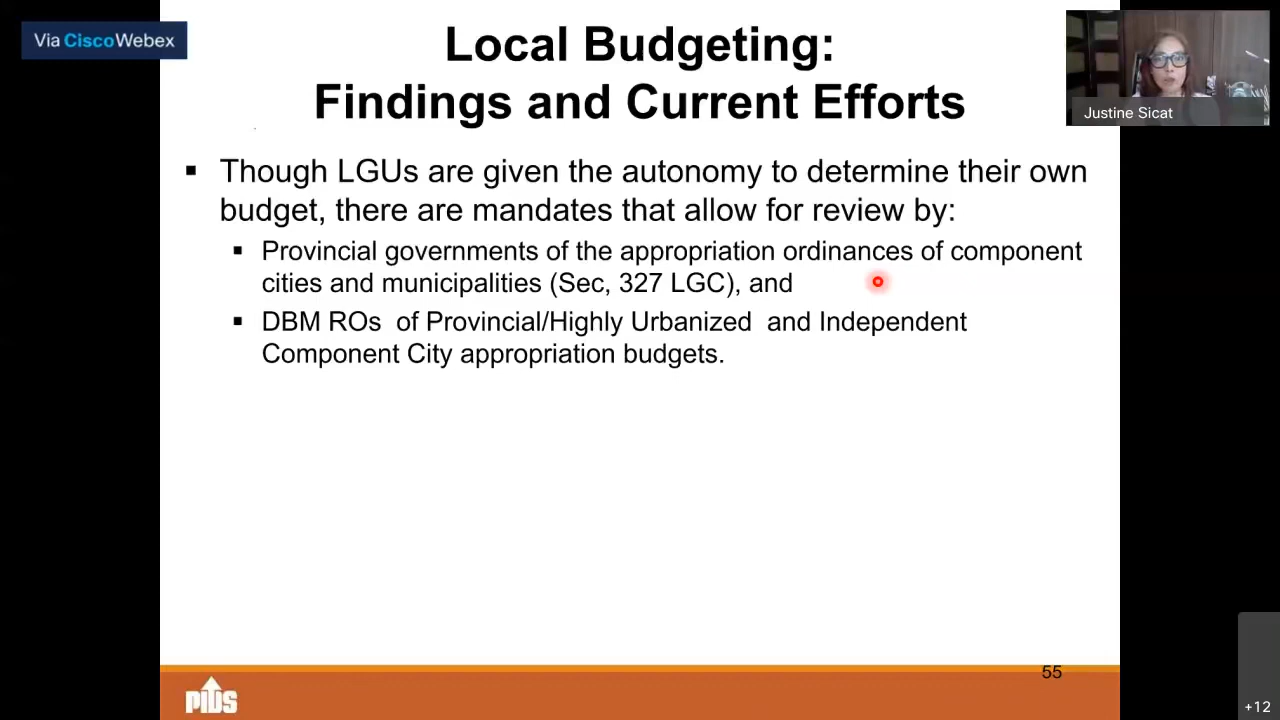 Via CiscoWebex
Local Budgeting:
Findings and Current Efforts
Justine Sicat
▪ Though LGUs are given the autonomy to determine their own
budget, there are mandates that allow for review by:
▪ Provincial governments of the appropriation ordinances of component
cities and municipalities (Sec, 327 LGC), and
▪ DBM ROs of Provincial/Highly Urbanized and Independent
Component City appropriation budgets.
55
PIDS
+12